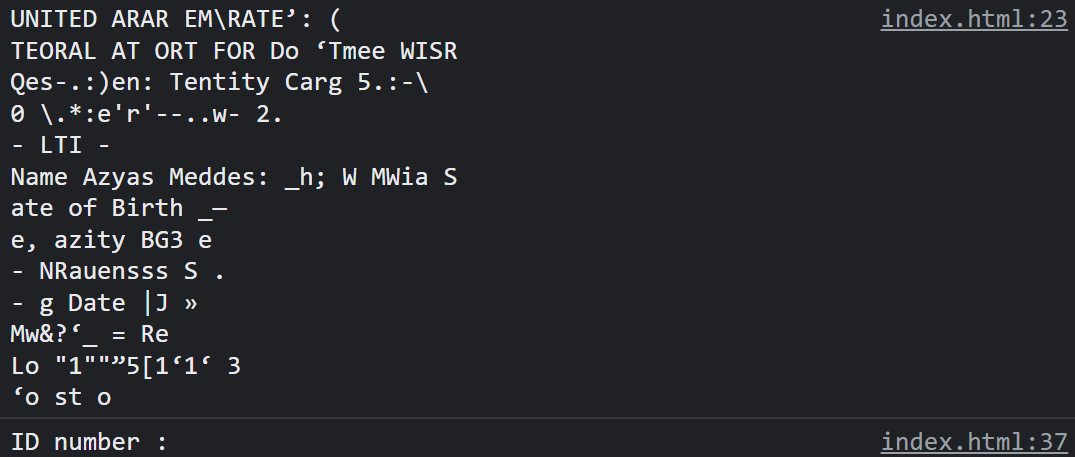 UNITED ARAR EM\RATE’: ( index.html:23
TEORAL AT ORT FOR Do ‘Tmee WISR
Qes-.:)en: Tentity Carg 5.:-\
0 \.*:e'r'--..w- 2.
- LTI -
Name Azyas Meddes: _h; W MWia S
ate of Birth _—
e, azity BG3 e
- NRauensss S .
- g Date |J »
Mw&?‘_ = Re
Lo "1""”5[1‘1‘ 3
‘o st o
ID number : index.html:37